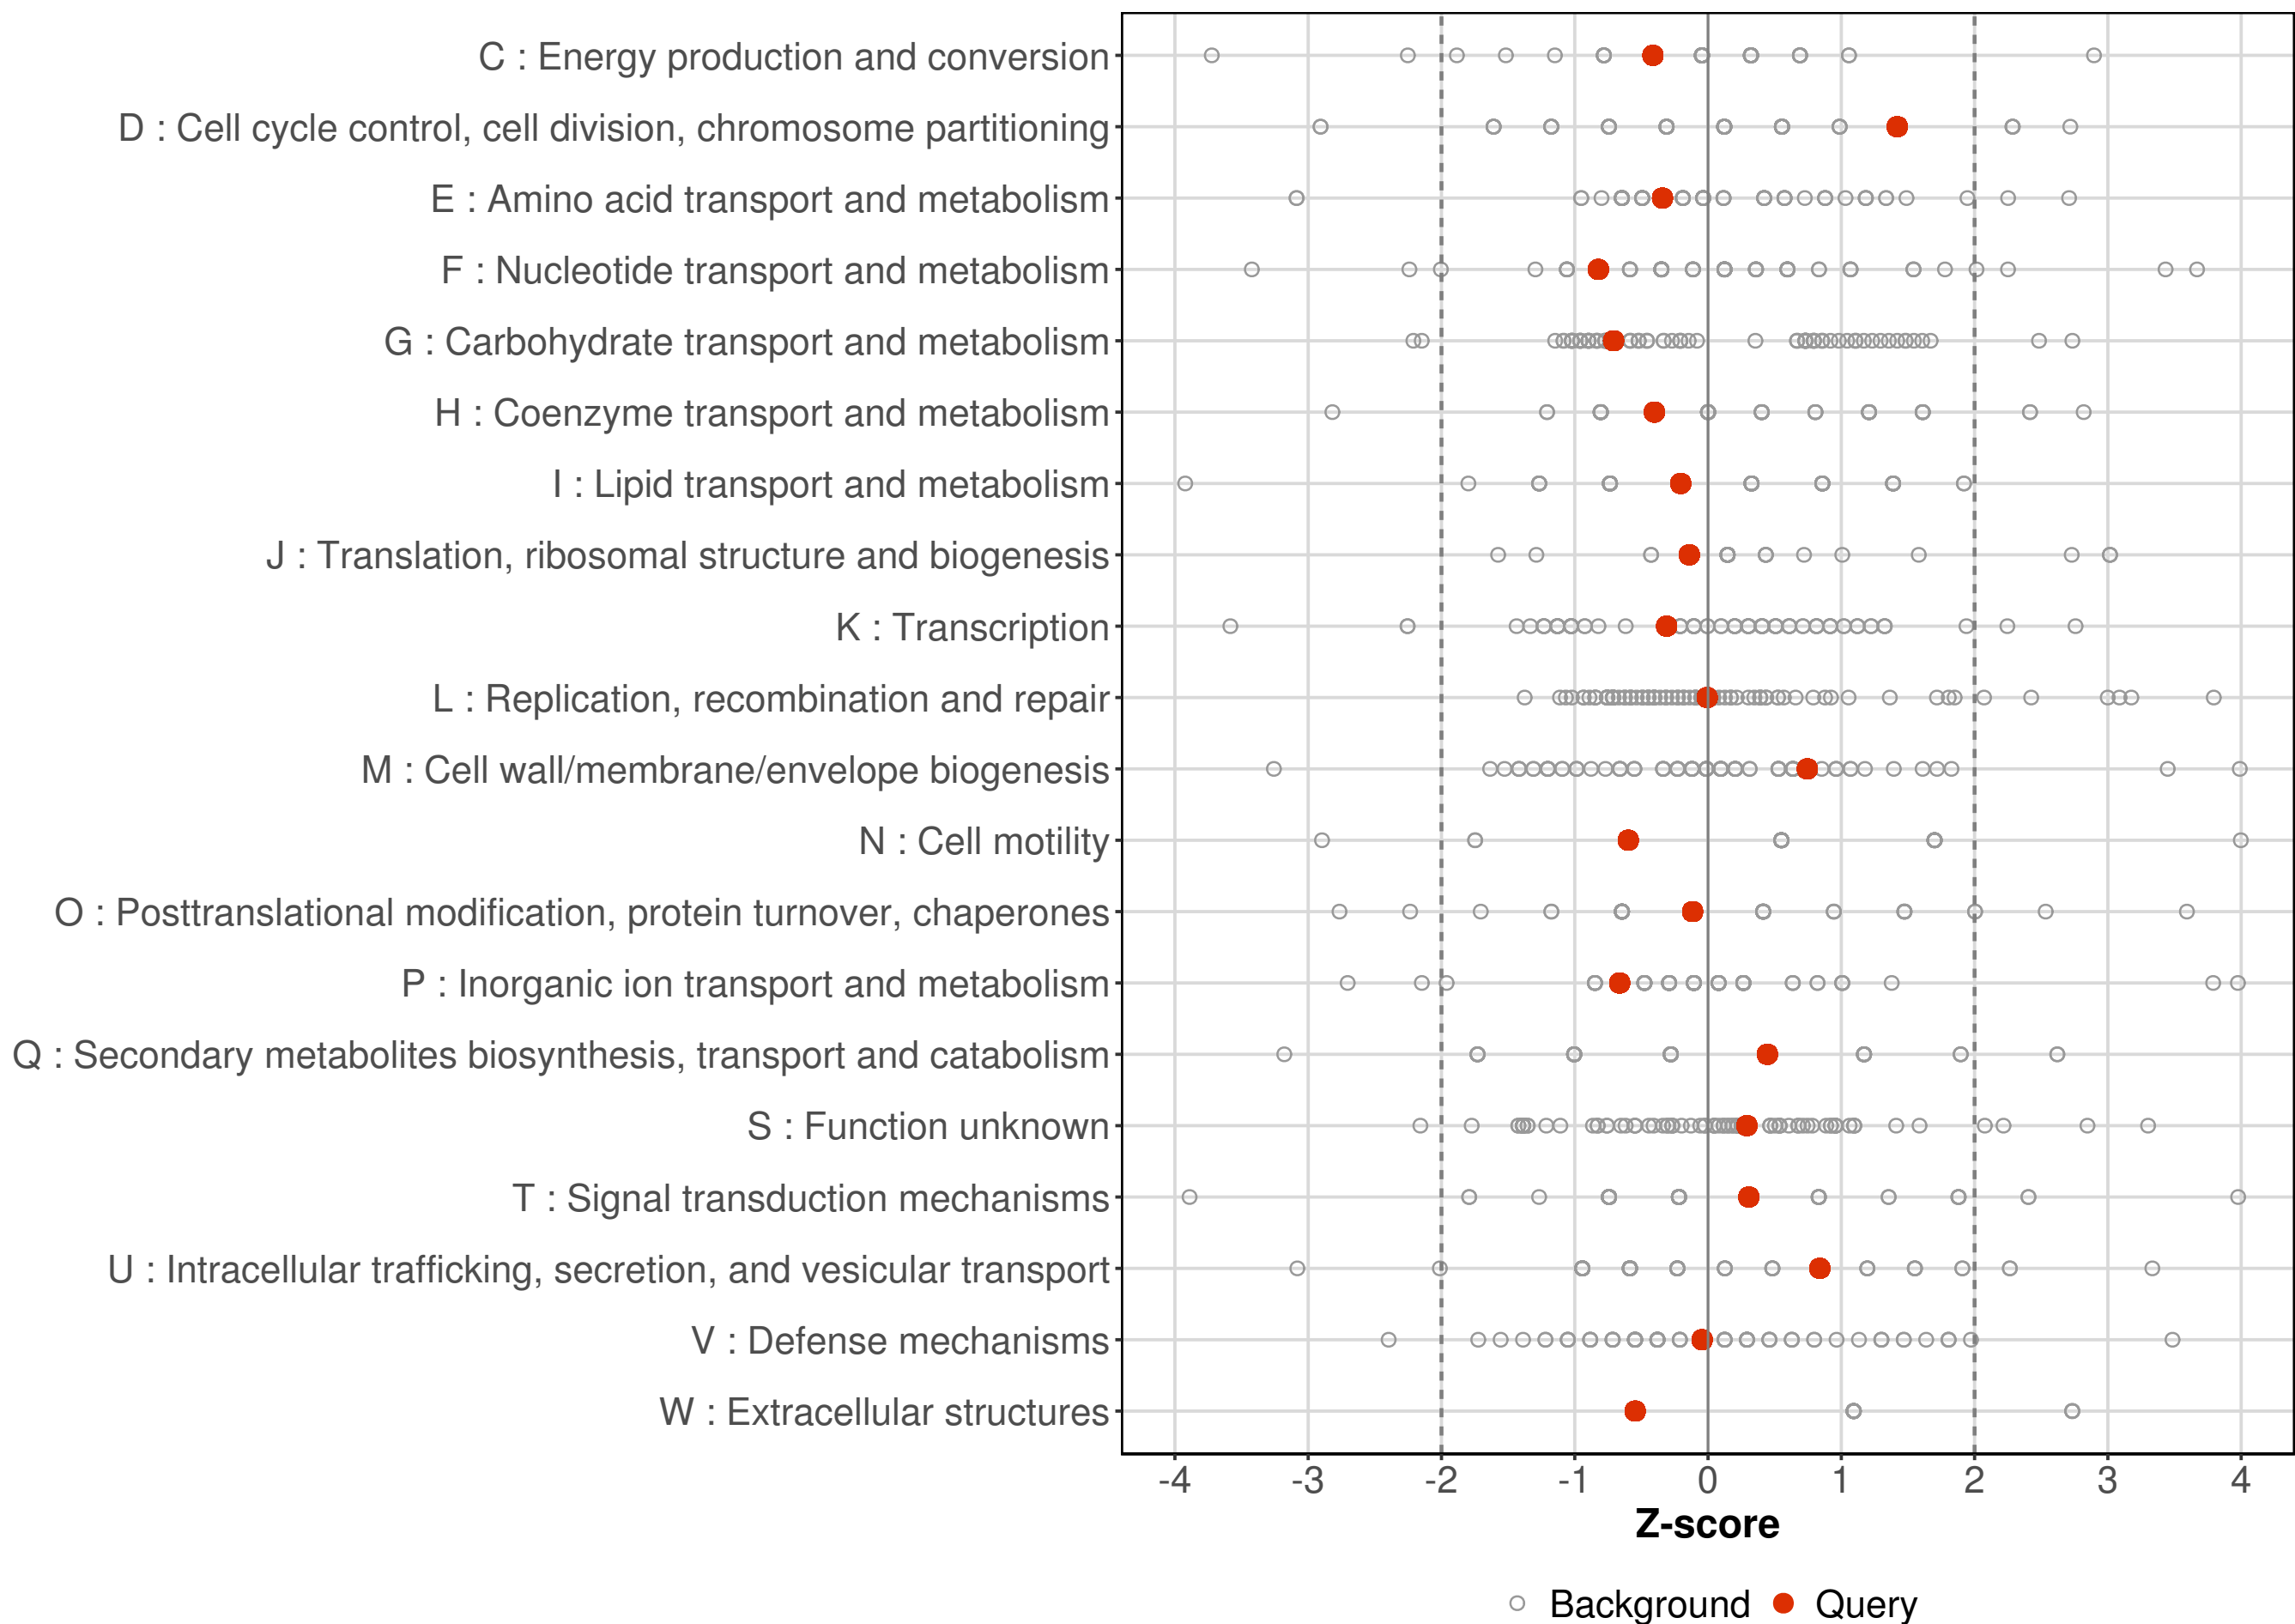 C : Energy production and conversion
D : Cell cycle control, cell division, chromosome partitioning
E : Amino acid transport and metabolism
F : Nucleotide transport and metabolism
G : Carbohydrate transport and metabolism
H : Coenzyme transport and metabolism
I : Lipid transport and metabolism
J : Translation, ribosomal structure and biogenesis
K : Transcription
L : Replication, recombination and repair
M : Cell wall/membrane/envelope biogenesis
N : Cell motility
O : Posttranslational modification, protein turnover, chaperones
P : Inorganic ion transport and metabolism
Q : Secondary metabolites biosynthesis, transport and catabolism
S : Function unknown
T : Signal transduction mechanisms
U : Intracellular trafficking, secretion, and vesicular transport
V : Defense mechanisms
W : Extracellular structures
-4 -3 -2 -1 0 1 2 3 4
Z-score
Background Query